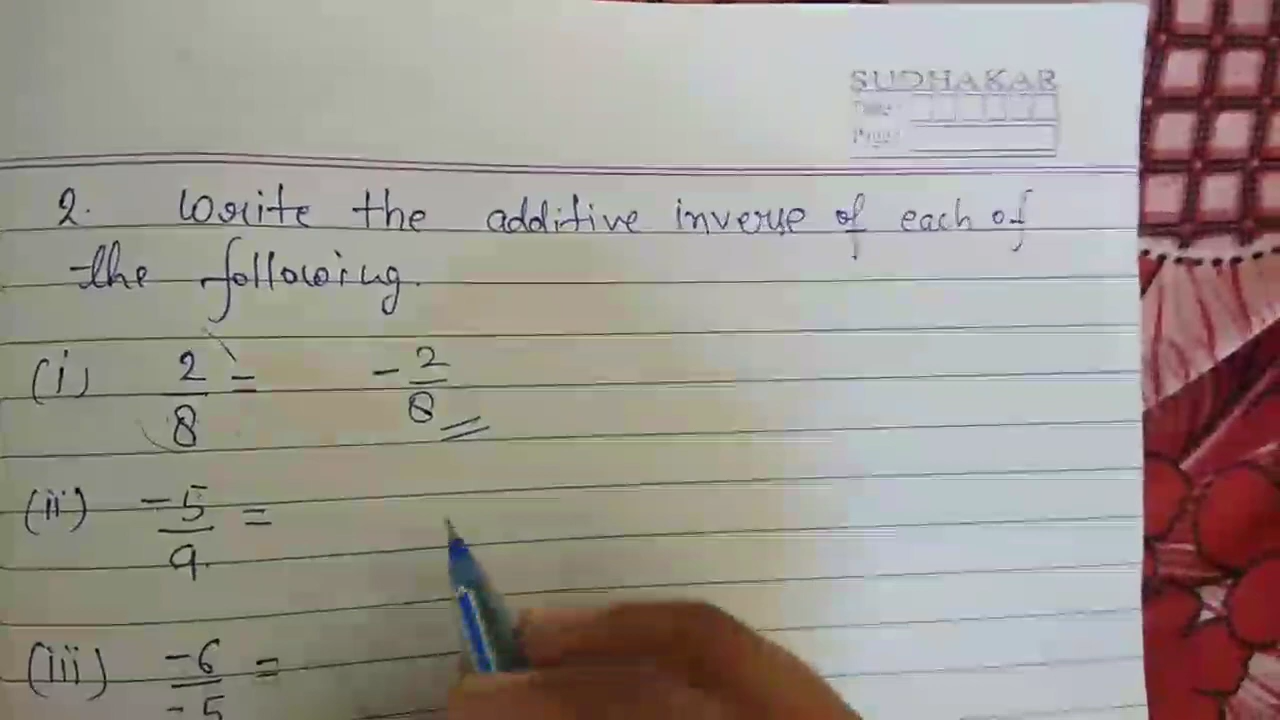 SUDHAKAR
Page
2. Write the additive inverse of each of
the following.
(i) 2/8 = -2/8
(ii) -5/9 =
(iii) -6/-5 =